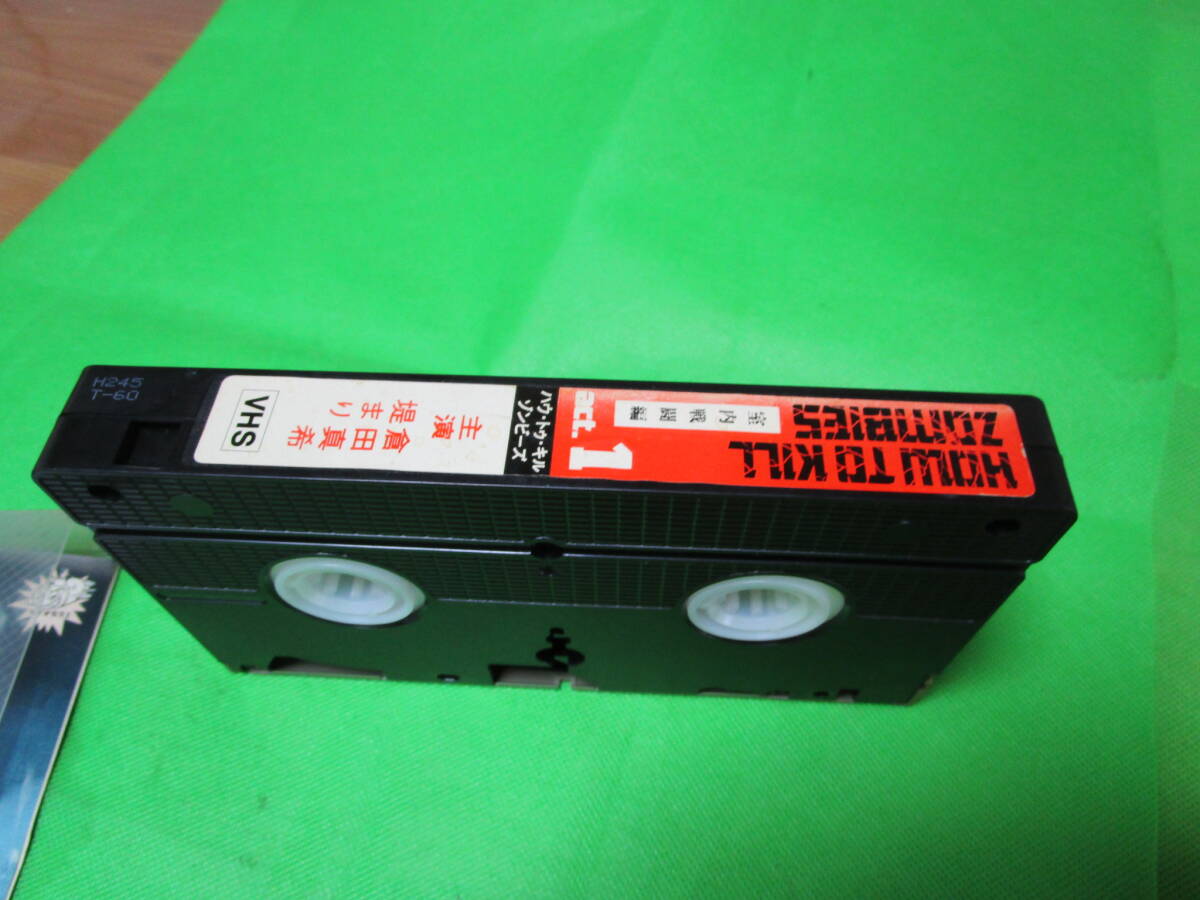 HOW TO KILL
ZOMBIES
室内戦闘編
act.1
ハウ・トゥ・キル
ゾンビーズ
主演
倉田真希
堤まり
VHS
H245
T-60